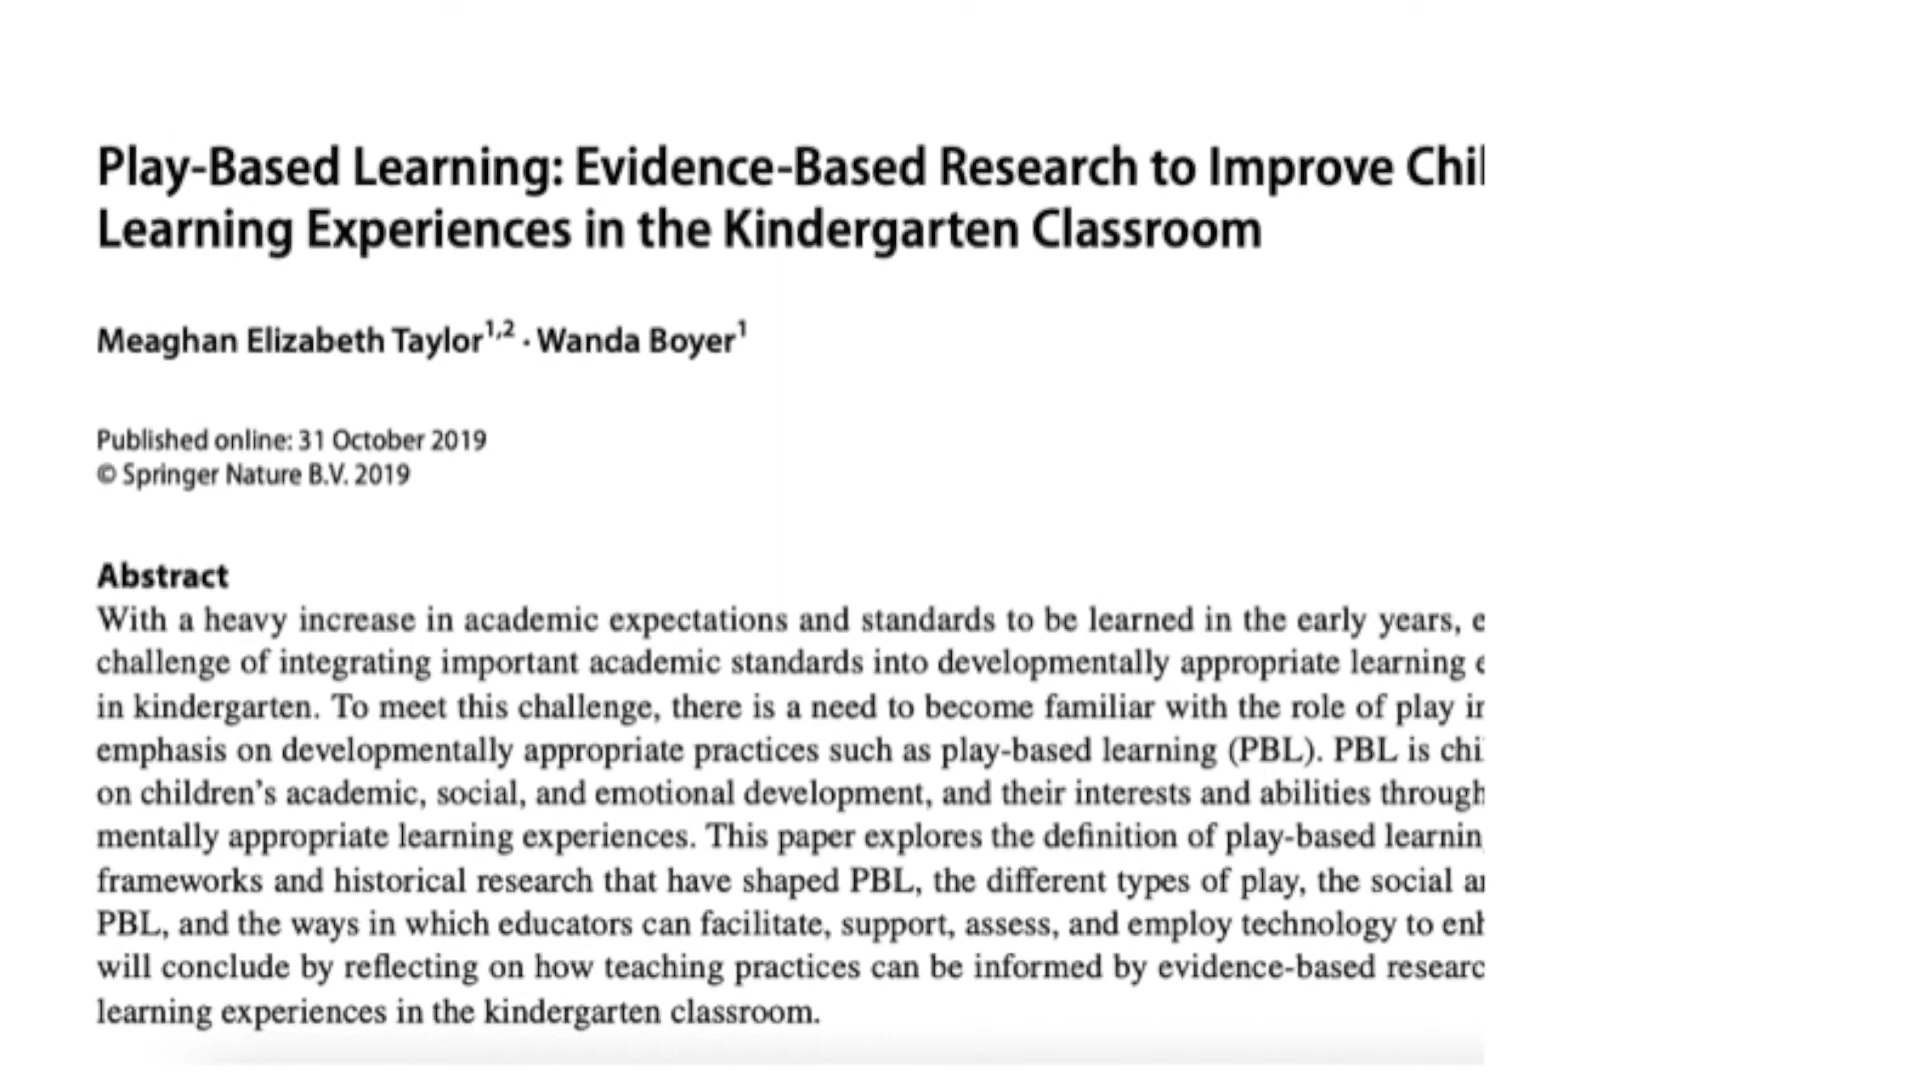 Play-Based Learning: Evidence-Based Research to Improve Chil
Learning Experiences in the Kindergarten Classroom
Meaghan Elizabeth Taylor1,2 · Wanda Boyer1
Published online: 31 October 2019
© Springer Nature B.V. 2019
Abstract
With a heavy increase in academic expectations and standards to be learned in the early years, e
challenge of integrating important academic standards into developmentally appropriate learning e
in kindergarten. To meet this challenge, there is a need to become familiar with the role of play in
emphasis on developmentally appropriate practices such as play-based learning (PBL). PBL is chi
on children's academic, social, and emotional development, and their interests and abilities through
mentally appropriate learning experiences. This paper explores the definition of play-based learnin
frameworks and historical research that have shaped PBL, the different types of play, the social a
PBL, and the ways in which educators can facilitate, support, assess, and employ technology to enh
will conclude by reflecting on how teaching practices can be informed by evidence-based researc
learning experiences in the kindergarten classroom.